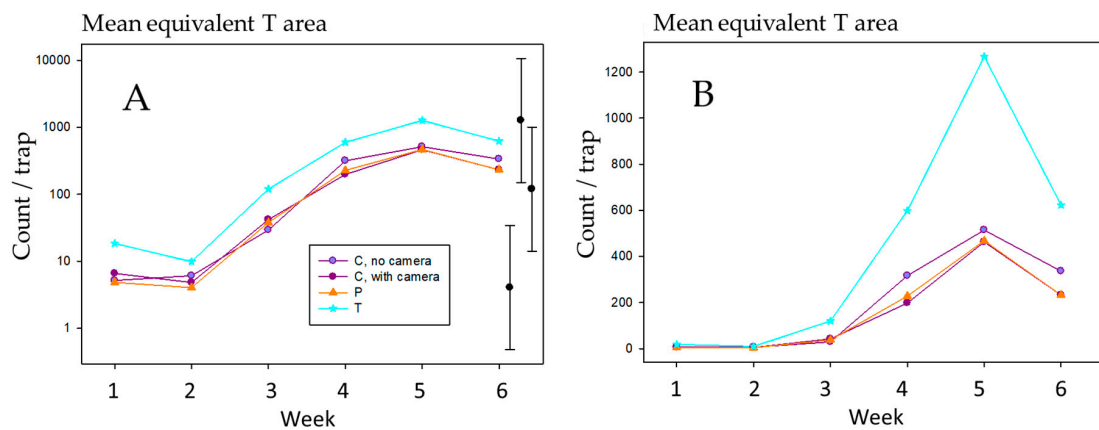 Mean equivalent T area
A
Count / trap
10000
1000
100
10
1
C, no camera
C, with camera
P
T
1 2 3 4 5 6
Week
Mean equivalent T area
B
Count / trap
1200
1000
800
600
400
200
0
1 2 3 4 5 6
Week